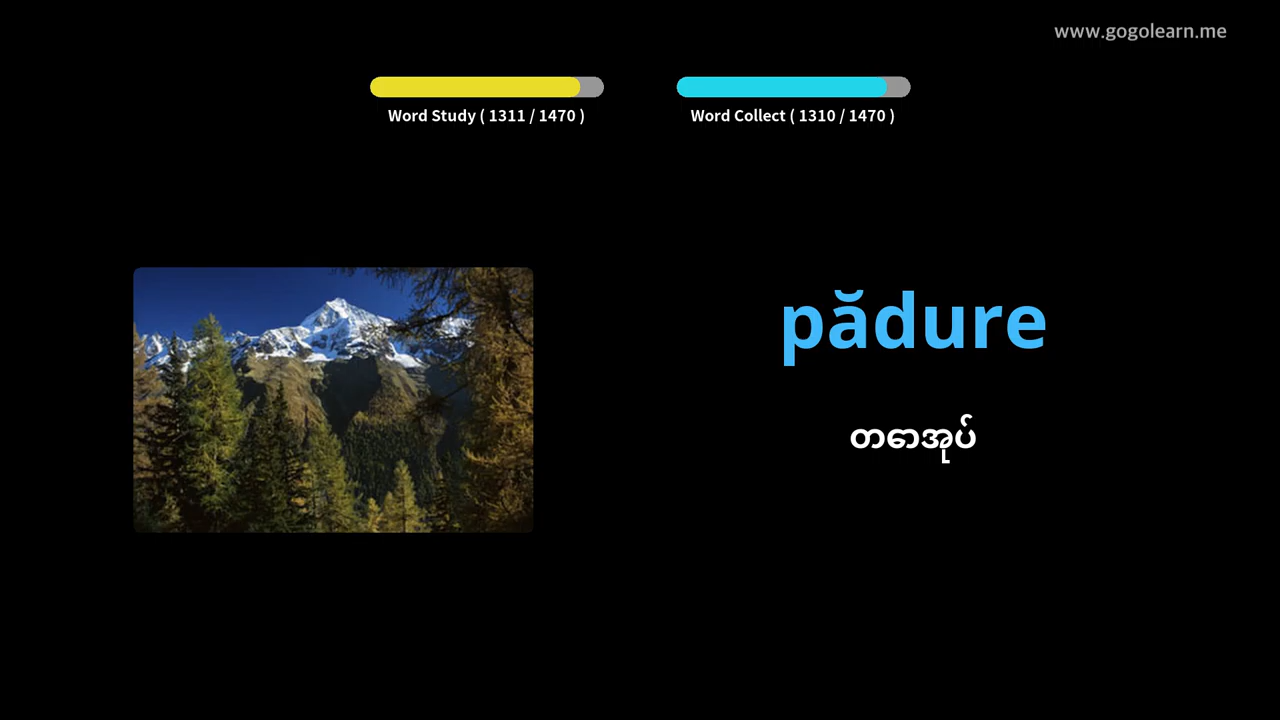 www.gogolearn.me
Word Study ( 1311 / 1470 )
Word Collect ( 1310 / 1470 )
pădure
တောအုပ်